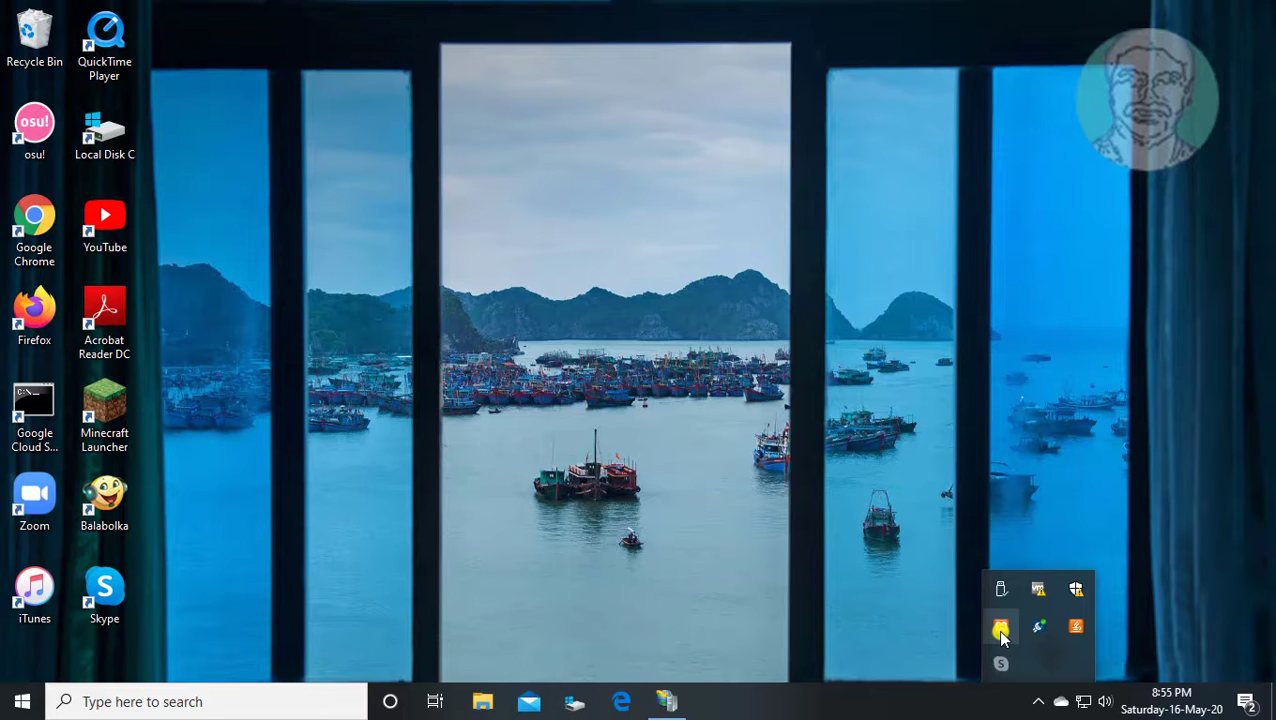 Recycle Bin
QuickTime
Player
osu!
osu!
Local Disk C
Google
Chrome
YouTube
Firefox
Acrobat
Reader DC
C:\_
Google
Cloud S...
Minecraft
Launcher
Zoom
Balabolka
iTunes
Skype
Type here to search
8:55 PM
Saturday-16-May-20
2